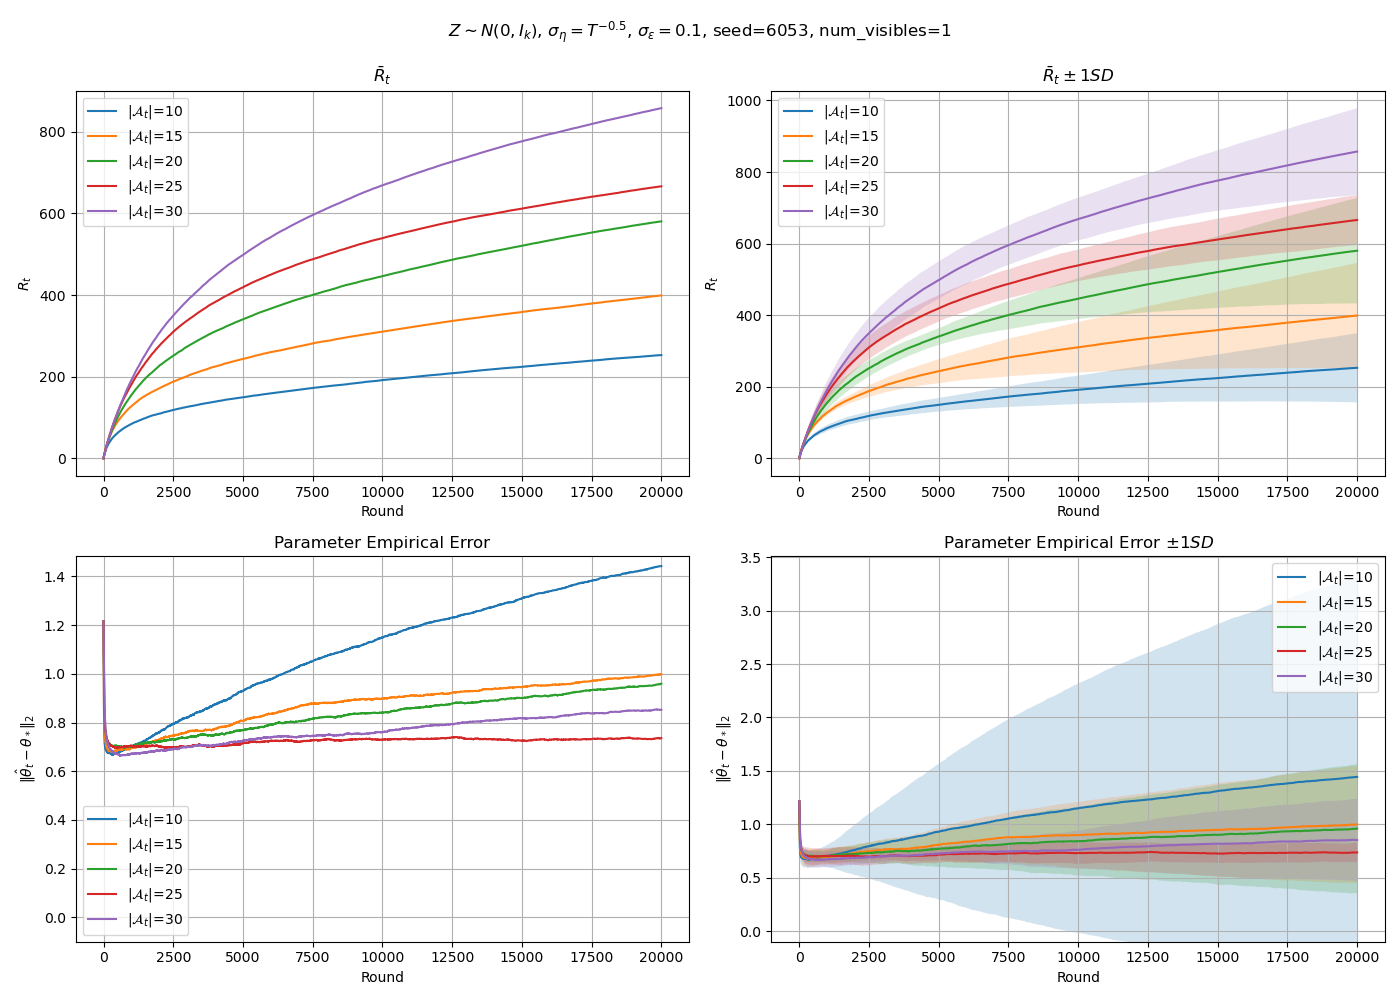 Z ∼ N(0, I_k), σ_η = T^{−0.5}, σ_ε = 0.1, seed=6053, num_visibles=1
R̄_t
|𝒜_t|=10
|𝒜_t|=15
|𝒜_t|=20
|𝒜_t|=25
|𝒜_t|=30
R_t
800
600
400
200
0
0 2500 5000 7500 10000 12500 15000 17500 20000
Round
R̄_t ± 1SD
|𝒜_t|=10
|𝒜_t|=15
|𝒜_t|=20
|𝒜_t|=25
|𝒜_t|=30
R_t
1000
800
600
400
200
0
0 2500 5000 7500 10000 12500 15000 17500 20000
Round
Parameter Empirical Error
‖θ̂_t − θ_*‖_2
1.4
1.2
1.0
0.8
0.6
0.4
0.2
0.0
|𝒜_t|=10
|𝒜_t|=15
|𝒜_t|=20
|𝒜_t|=25
|𝒜_t|=30
0 2500 5000 7500 10000 12500 15000 17500 20000
Round
Parameter Empirical Error ±1SD
|𝒜_t|=10
|𝒜_t|=15
|𝒜_t|=20
|𝒜_t|=25
|𝒜_t|=30
‖θ̂_t − θ_*‖_2
3.5
3.0
2.5
2.0
1.5
1.0
0.5
0.0
0 2500 5000 7500 10000 12500 15000 17500 20000
Round